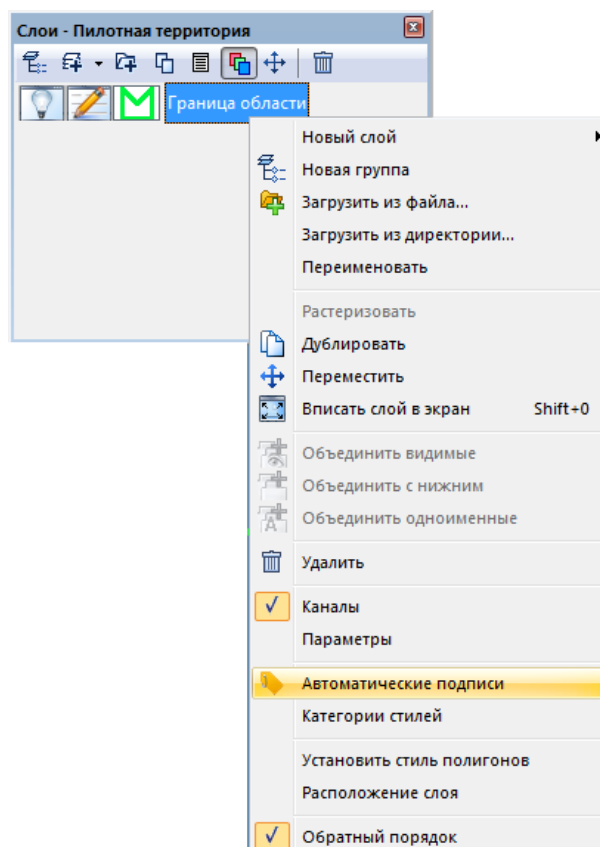 Слои - Пилотная территория
Граница области
Новый слой
Новая группа
Загрузить из файла...
Загрузить из директории...
Переименовать
Растеризовать
Дублировать
Переместить
Вписать слой в экран Shift+0
Объединить видимые
Объединить с нижним
Объединить одноименные
Удалить
Каналы
Параметры
Автоматические подписи
Категории стилей
Установить стиль полигонов
Расположение слоя
Обратный порядок